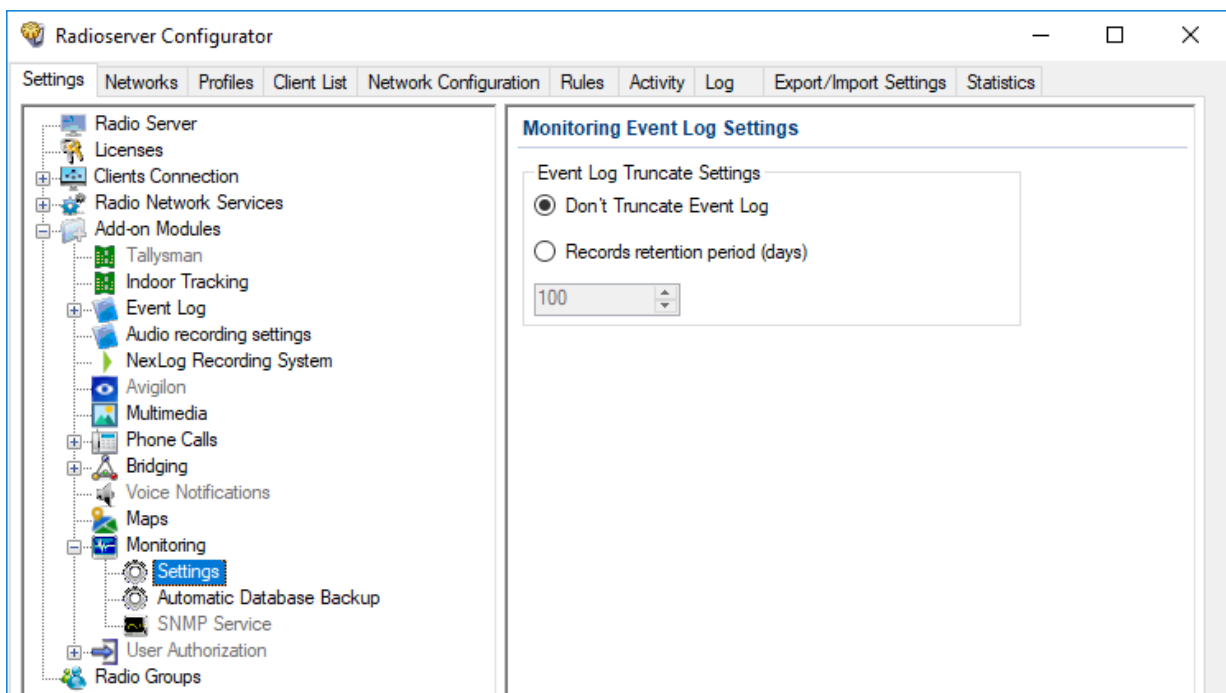 Radioserver Configurator
Settings Networks Profiles Client List Network Configuration Rules Activity Log Export/Import Settings Statistics
Radio Server
Licenses
Clients Connection
Radio Network Services
Add-on Modules
Tallysman
Indoor Tracking
Event Log
Audio recording settings
NexLog Recording System
Avigilon
Multimedia
Phone Calls
Bridging
Voice Notifications
Maps
Monitoring
Settings
Automatic Database Backup
SNMP Service
User Authorization
Radio Groups
Monitoring Event Log Settings
Event Log Truncate Settings
Don't Truncate Event Log
Records retention period (days)
100